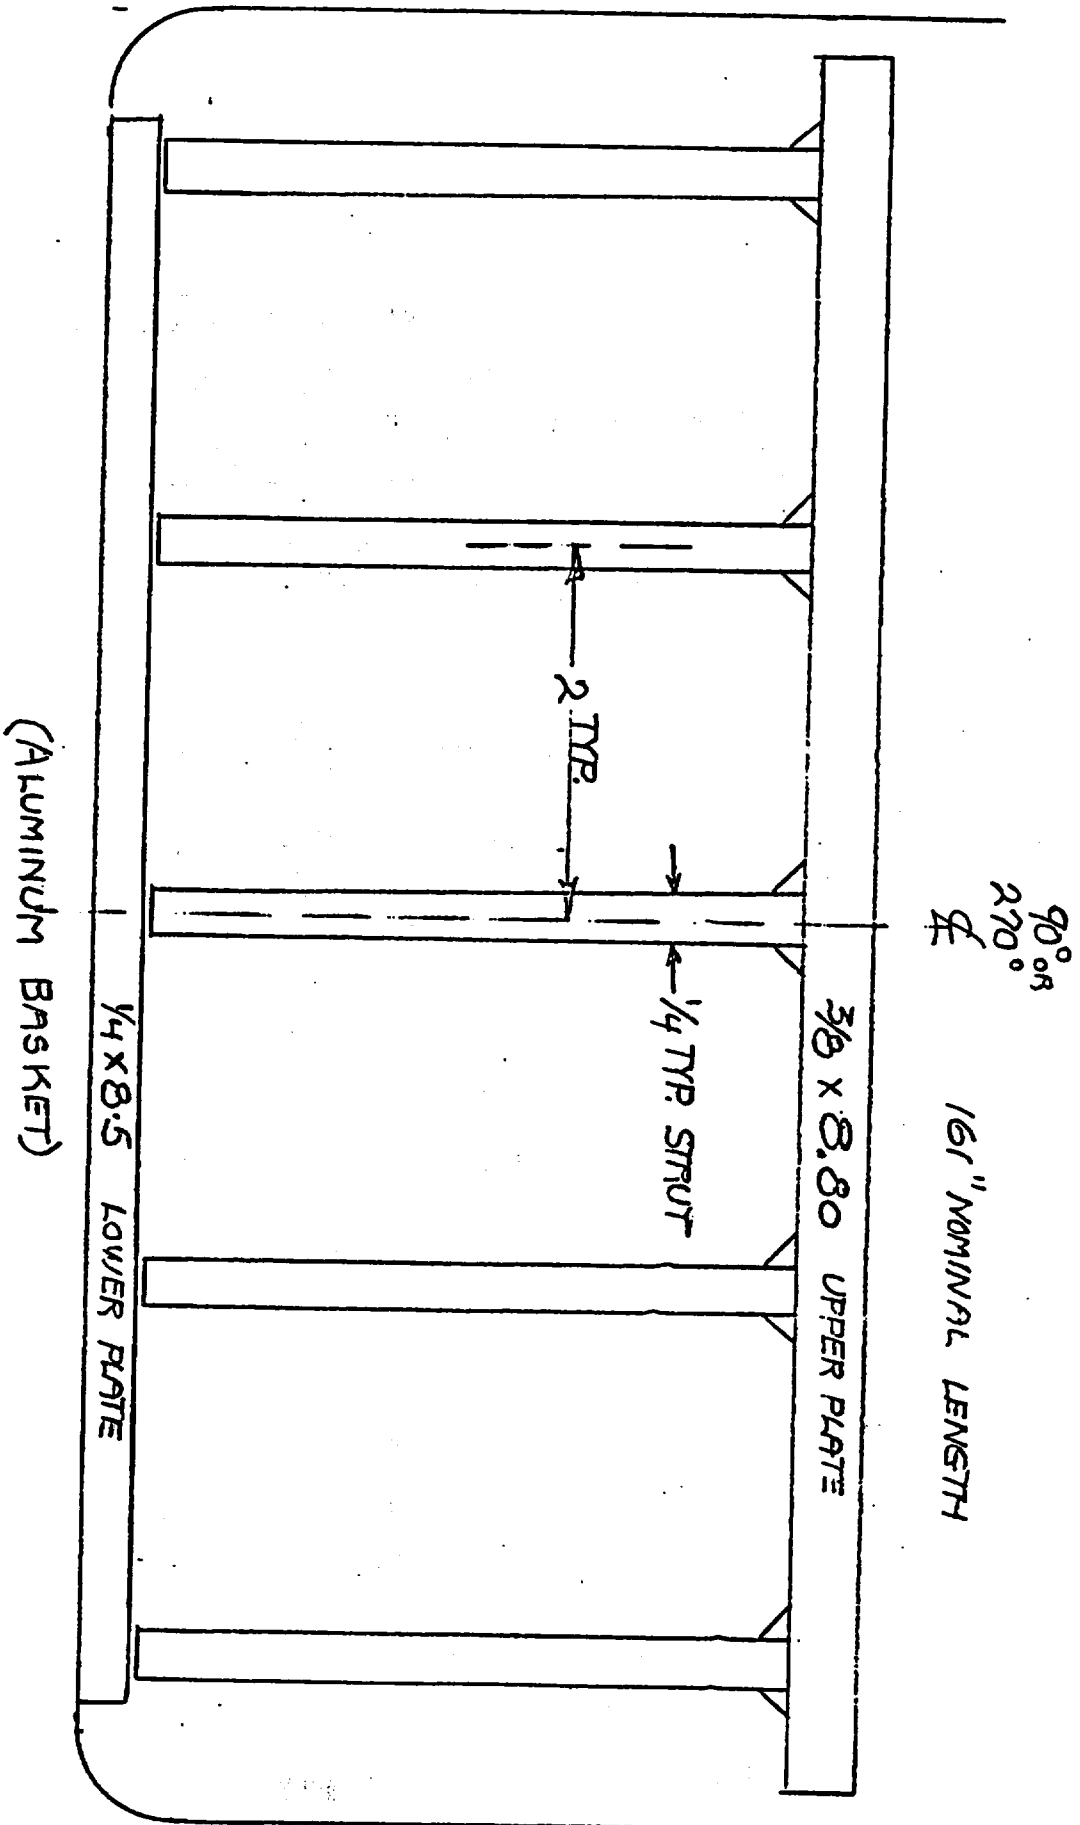 90° OR
270°
℄
161" NOMINAL LENGTH
3/8 x 8.80 UPPER PLATE
1/4 TYP. STRUT
2 TYP.
1/4 x 8.5 LOWER PLATE
(ALUMINUM BASKET)